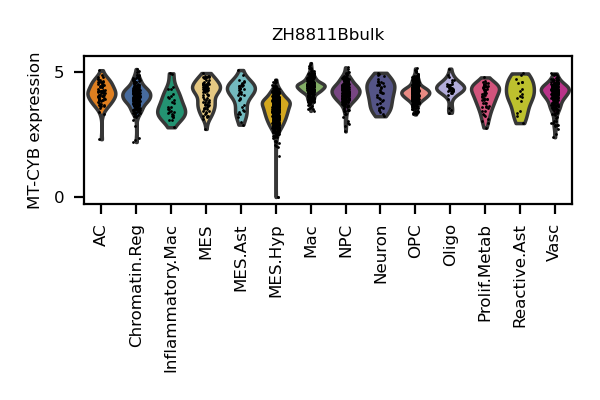 ZH8811Bbulk
MT-CYB expression
5
0
AC
Chromatin.Reg
Inflammatory.Mac
MES
MES.Ast
MES.Hyp
Mac
NPC
Neuron
OPC
Oligo
Prolif.Metab
Reactive.Ast
Vasc